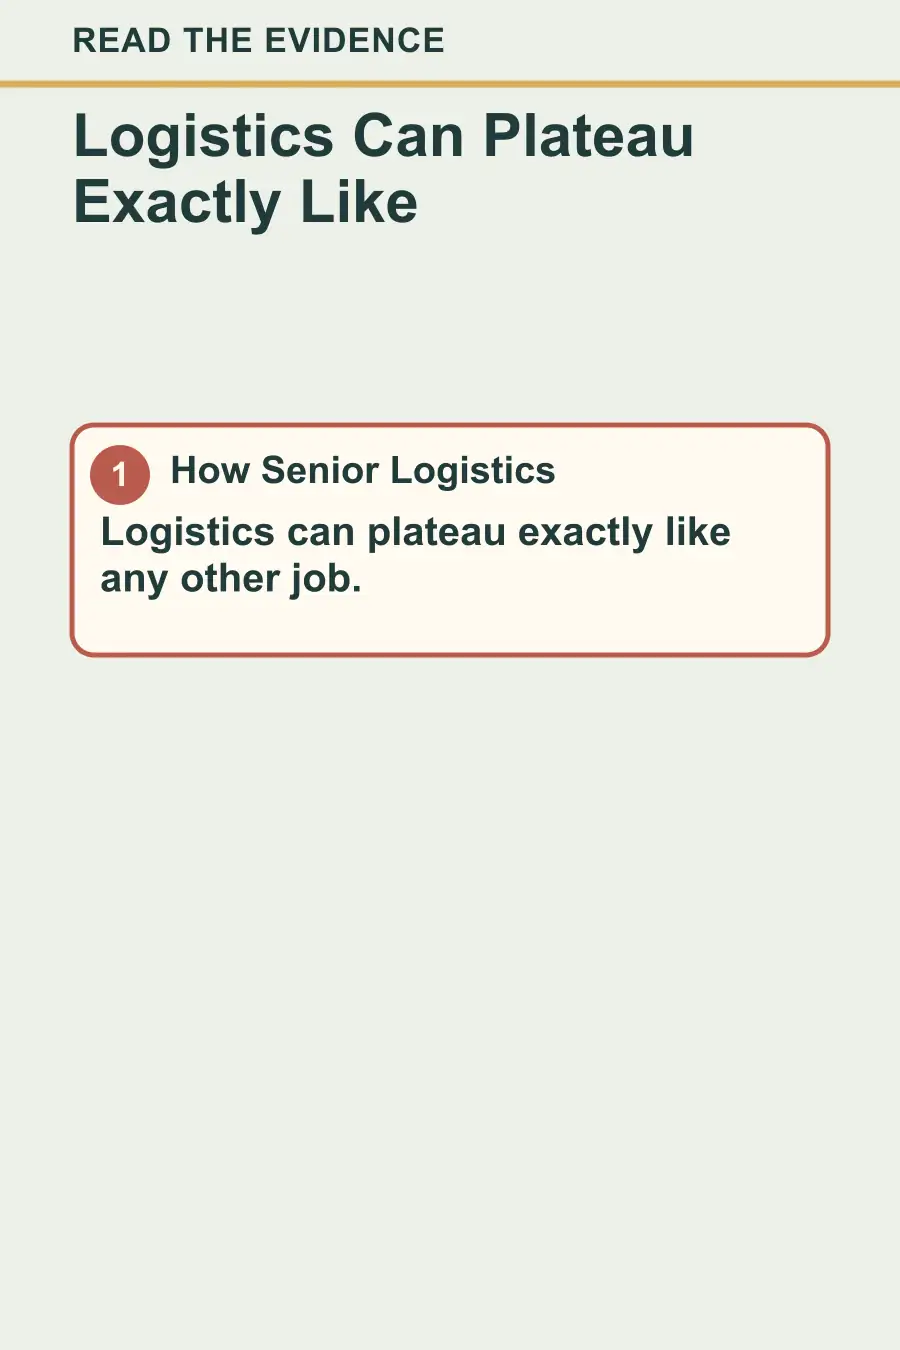 READ THE EVIDENCE
Logistics Can Plateau
Exactly Like
1 How Senior Logistics
Logistics can plateau exactly like
any other job.